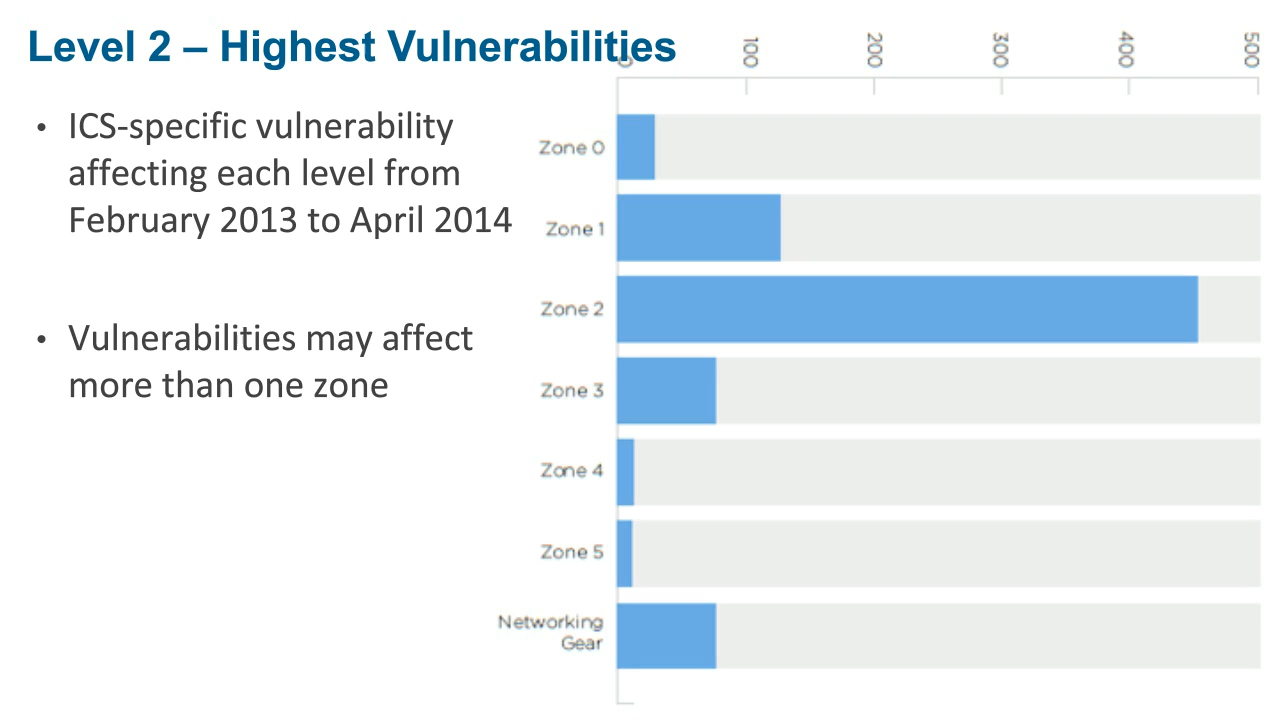 Level 2 – Highest Vulnerabilities
• ICS-specific vulnerability
affecting each level from
February 2013 to April 2014
• Vulnerabilities may affect
more than one zone
0
100
200
300
400
500
Zone 0
Zone 1
Zone 2
Zone 3
Zone 4
Zone 5
Networking
Gear